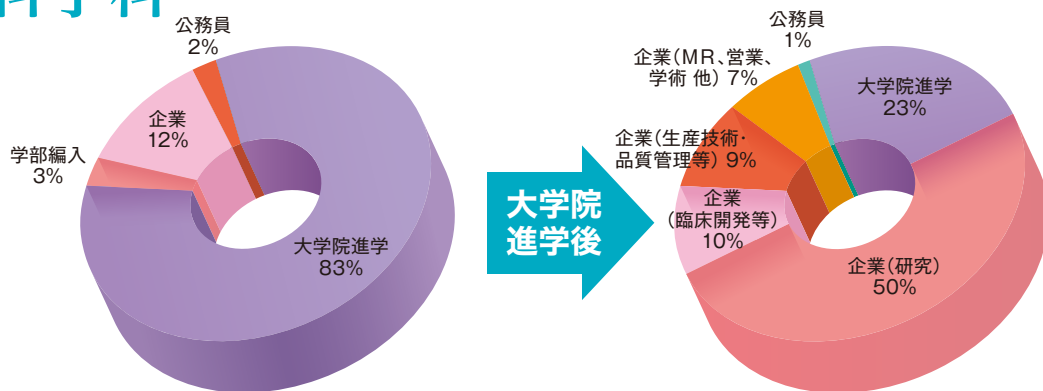 公務員
2%
企業
12%
学部編入
3%
大学院進学
83%
大学院
進学後
公務員
1%
企業(MR、営業、
学術 他) 7%
大学院進学
23%
企業(生産技術・
品質管理等) 9%
企業
(臨床開発等)
10%
企業(研究)
50%